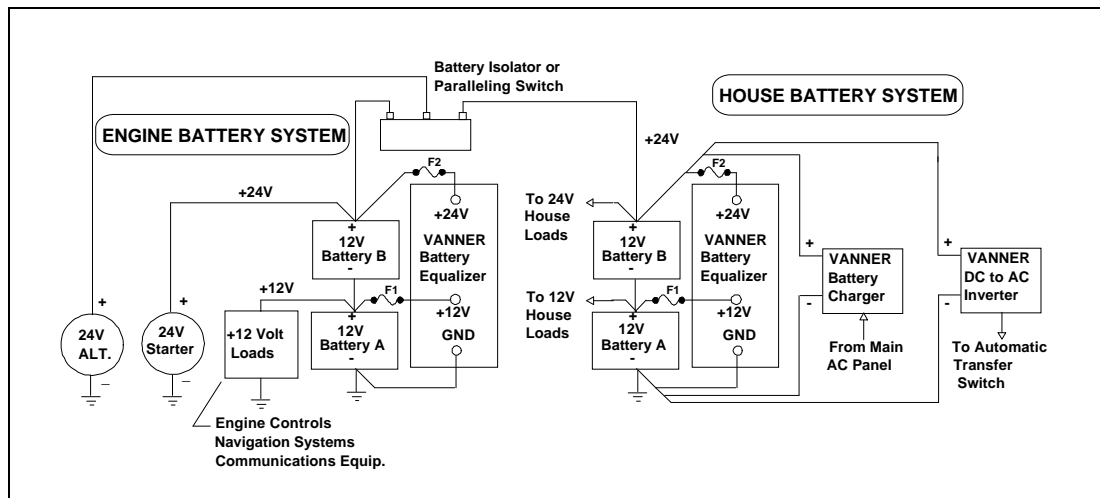 Battery Isolator or
Paralleling Switch
ENGINE BATTERY SYSTEM
HOUSE BATTERY SYSTEM
+24V
F2
+24V
+
12V
Battery B
-
VANNER
Battery
Equalizer
+12V
F1
+12V
GND
+
12V
Battery A
-
+
24V
ALT.
-
+
24V
Starter
-
+12 Volt
Loads
Engine Controls
Navigation Systems
Communications Equip.
+24V
F2
To 24V
House
Loads
+24V
+
12V
Battery B
-
VANNER
Battery
Equalizer
To 12V
House
Loads
F1
+12V
GND
+
12V
Battery A
-
+
VANNER
Battery
Charger
-
From Main
AC Panel
+
VANNER
DC to AC
Inverter
-
To Automatic
Transfer
Switch